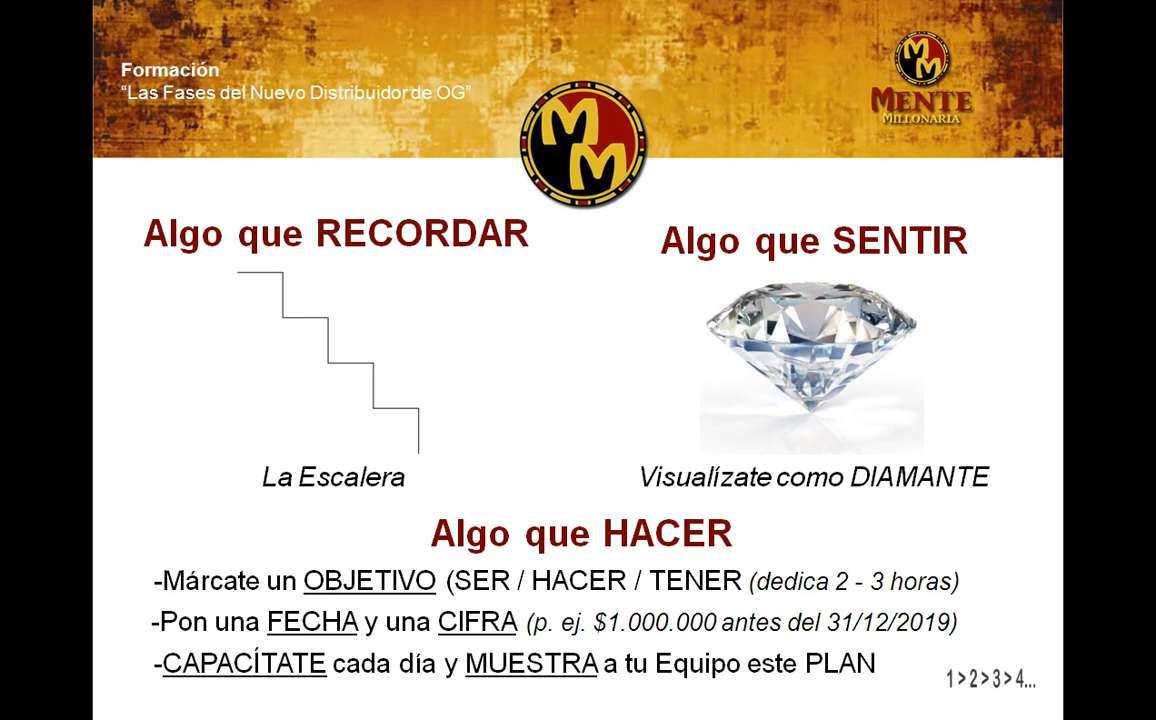 Formación
“Las Fases del Nuevo Distribuidor de OG”
MM
MENTE
MILLONARIA
MM
Algo que RECORDAR
Algo que SENTIR
La Escalera
Visualízate como DIAMANTE
Algo que HACER
-Márcate un OBJETIVO (SER / HACER / TENER (dedica 2 - 3 horas)
-Pon una FECHA y una CIFRA (p. ej. $1.000.000 antes del 31/12/2019)
-CAPACÍTATE cada día y MUESTRA a tu Equipo este PLAN
1>2>3>4...